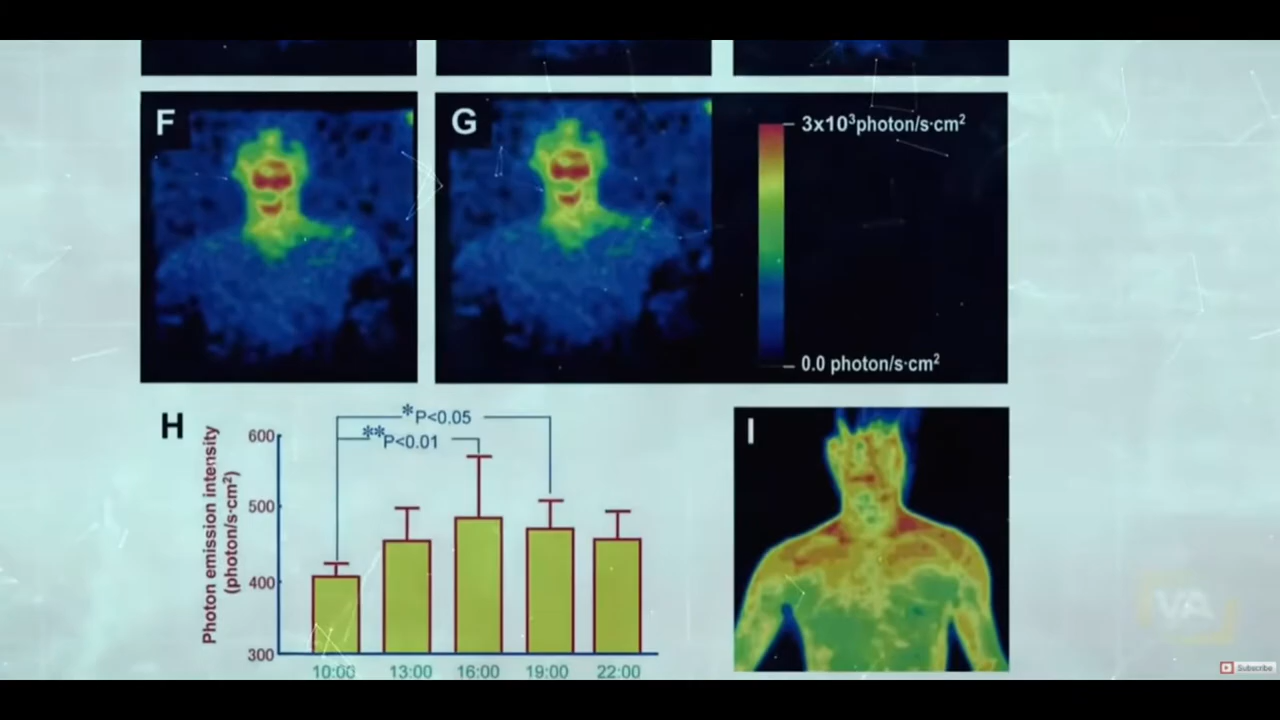 F
G
3x10³photon/s·cm²
0.0 photon/s·cm²
H
Photon emission intensity
(photon/s·cm²)
600
500
400
300
*P<0.05
**P<0.01
10:00 13:00 16:00 19:00 22:00
I
VA
Subscribe